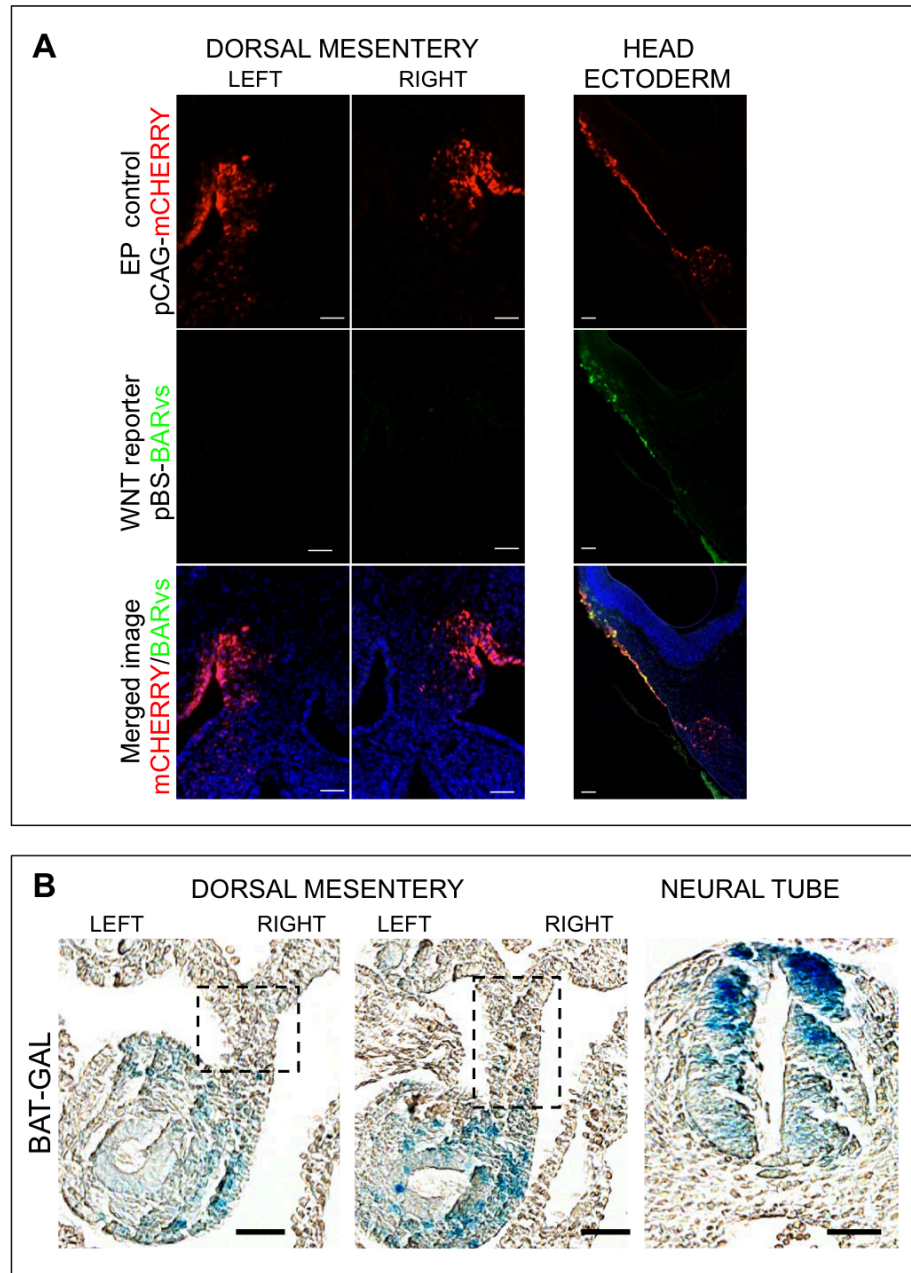 A
DORSAL MESENTERY
LEFT
RIGHT
HEAD
ECTODERM
EP control
pCAG-mCHERRY
WNT reporter
pBS-BARvs
Merged image
mCHERRY/BARvs
B
DORSAL MESENTERY
NEURAL TUBE
LEFT
RIGHT
LEFT
RIGHT
BAT-GAL